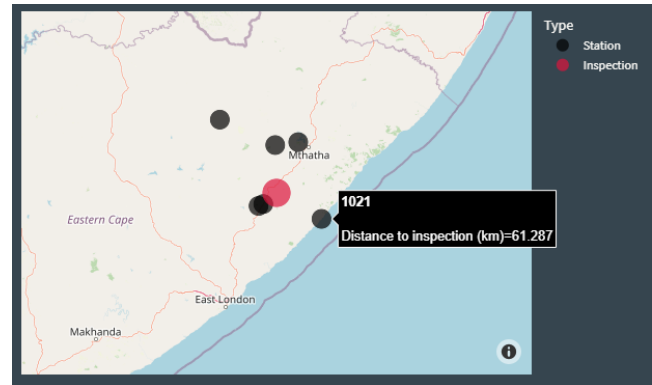 Type
Station
Inspection
Mthatha
1021
Distance to inspection (km)=61.287
Eastern Cape
East London
Makhanda
i